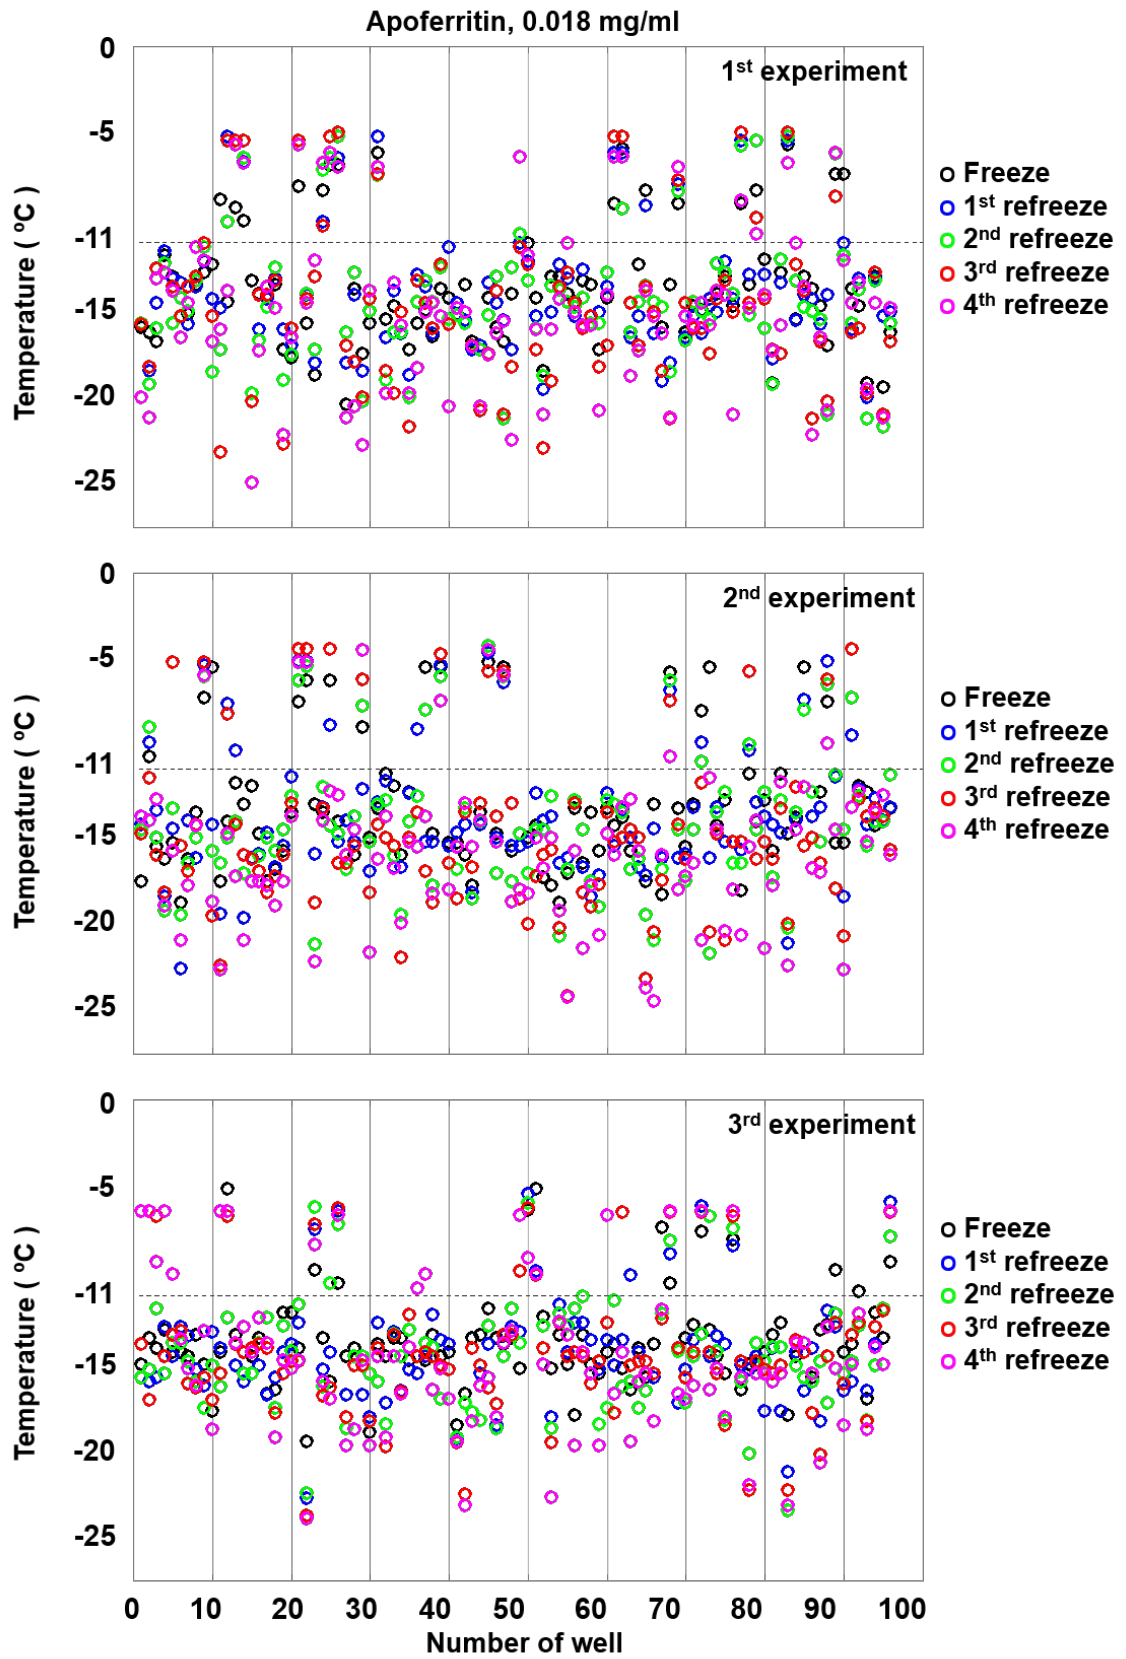 Apoferritin, 0.018 mg/ml
0
1st experiment
-5
-11
-15
-20
-25
Temperature ( ºC )
Freeze
1st refreeze
2nd refreeze
3rd refreeze
4th refreeze
0
2nd experiment
-5
-11
-15
-20
-25
Temperature ( ºC )
Freeze
1st refreeze
2nd refreeze
3rd refreeze
4th refreeze
0
3rd experiment
-5
-11
-15
-20
-25
Temperature ( ºC )
Freeze
1st refreeze
2nd refreeze
3rd refreeze
4th refreeze
0 10 20 30 40 50 60 70 80 90 100
Number of well